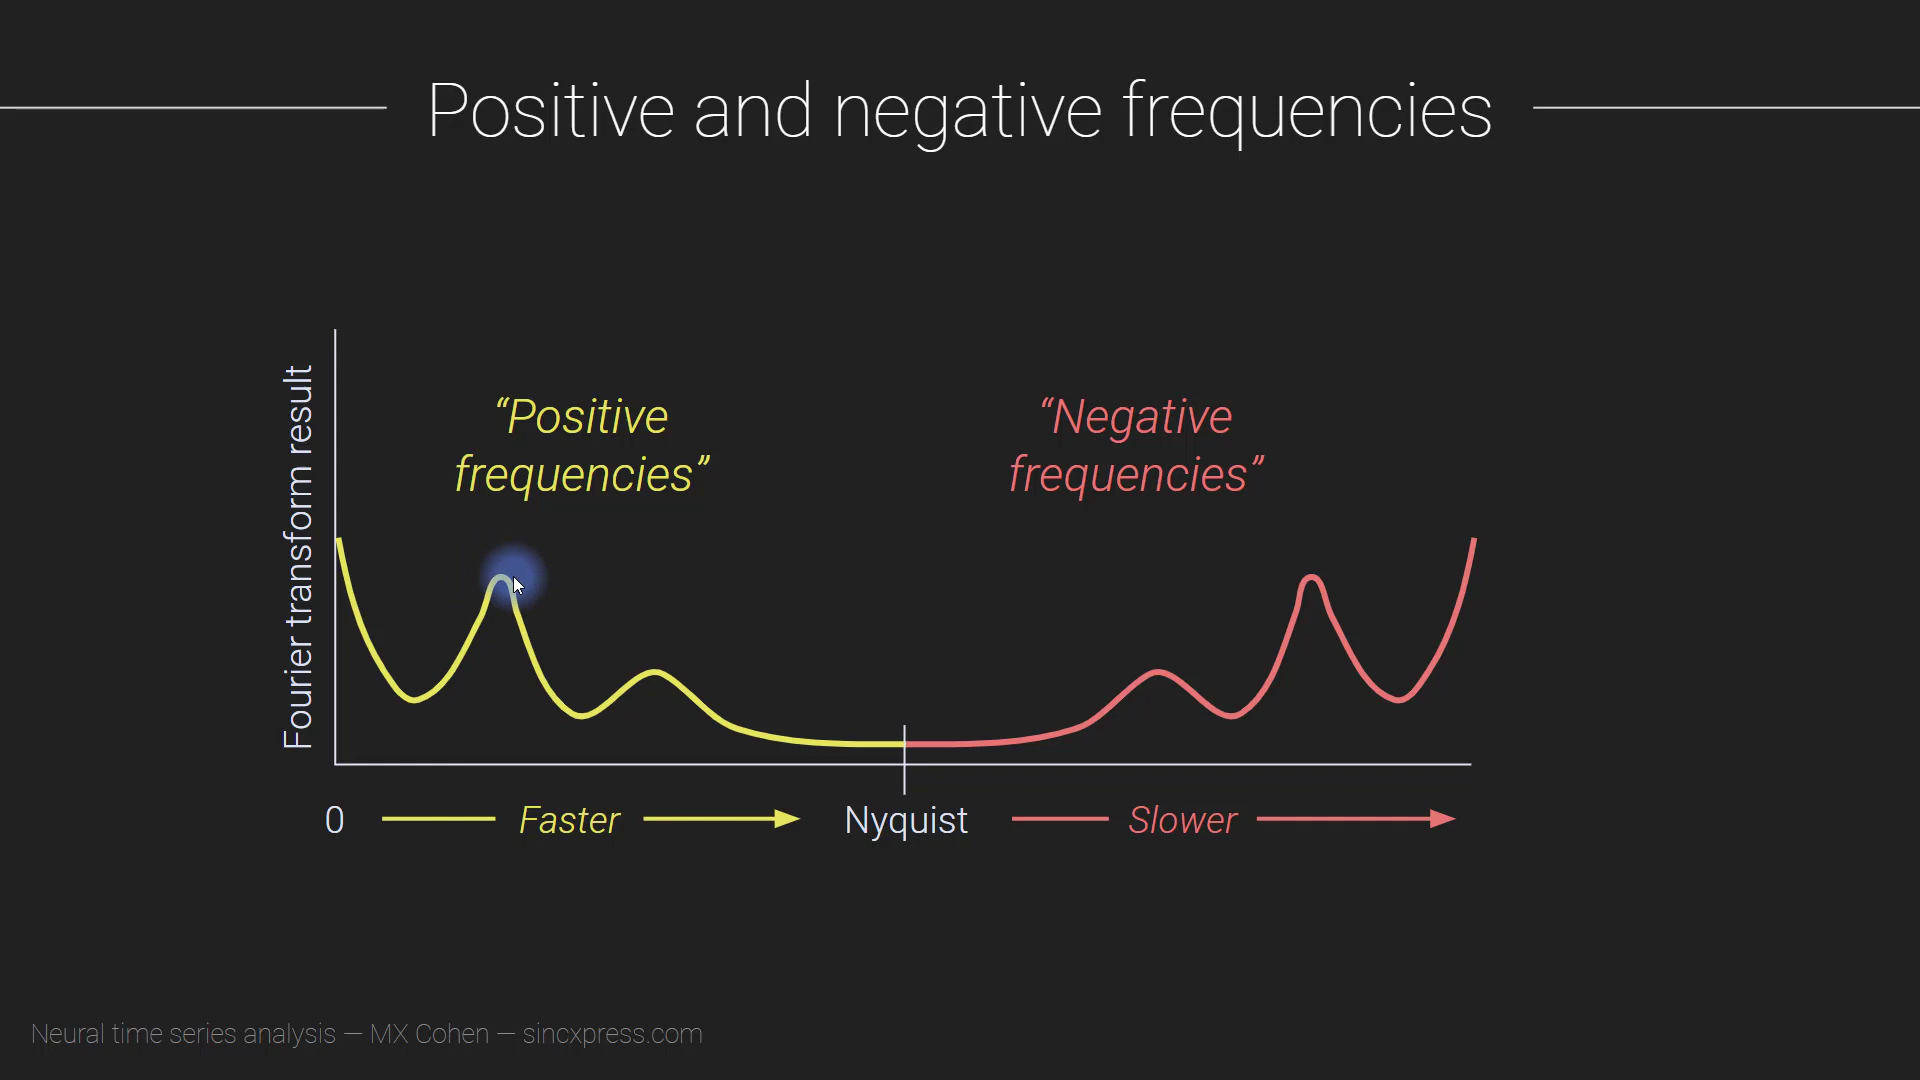 Positive and negative frequencies
Fourier transform result
“Positive
frequencies”
“Negative
frequencies”
0
Faster
Nyquist
Slower
Neural time series analysis — MX Cohen — sincxpress.com